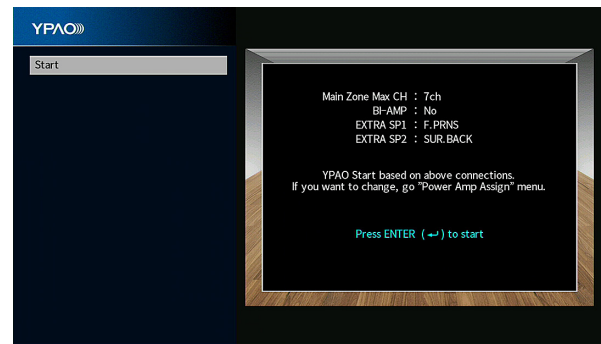 YPAO
Start
Main Zone Max CH : 7ch
BI-AMP : No
EXTRA SP1 : F.PRNS
EXTRA SP2 : SUR.BACK
YPAO Start based on above connections.
If you want to change, go "Power Amp Assign" menu.
Press ENTER (↵) to start